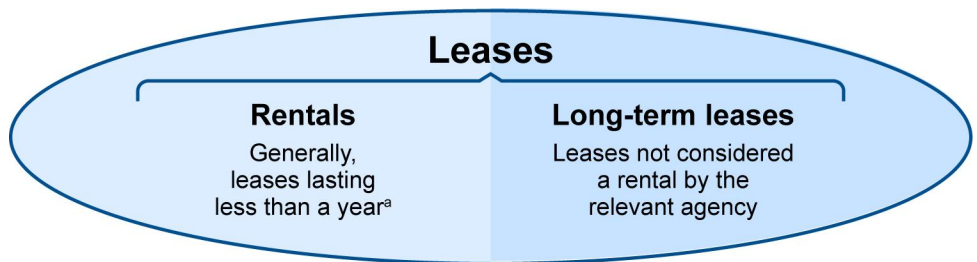 Leases
Rentals
Generally,
leases lasting
less than a yearª
Long-term leases
Leases not considered
a rental by the
relevant agency